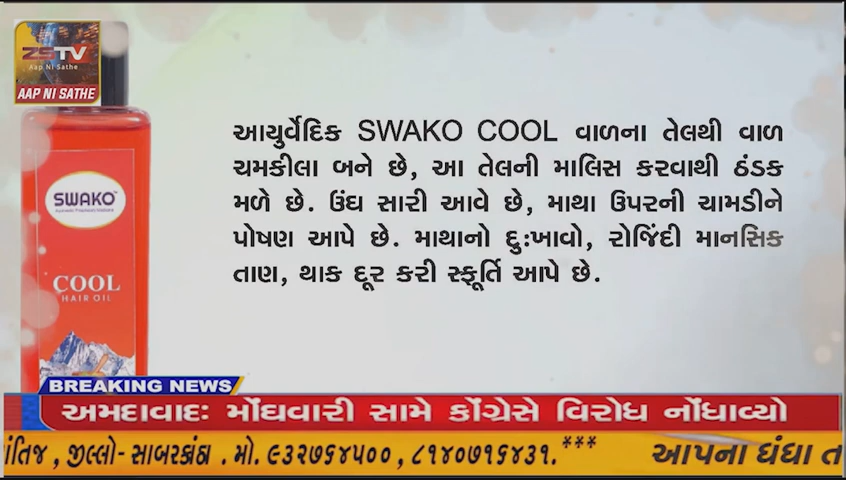 ZSTV
Aap Ni Sathe
AAP NI SATHE
આયુર્વેદિક SWAKO COOL વાળના તેલથી વાળ
ચમકીલા બને છે, આ તેલની માલિસ કરવાથી ઠંડક
મળે છે. ઉંઘ સારી આવે છે, માથા ઉપરની ચામડીને
પોષણ આપે છે. માથાનો દુઃખાવો, રોજિંદી માનસિક
તાણ, થાક દૂર કરી સ્ફૂર્તિ આપે છે.
SWAKO™
COOL
HAIR OIL
BREAKING NEWS
અમદાવાદઃ મોંઘવારી સામે કોંગ્રેસે વિરોધ નોંધાવ્યો
ાંતિજ , જીલ્લો- સાબરકાંઠા . મો. ૯૩૨૭૬૪૫૦૦ , ૮૧૪૦૭૧૬૪૩૧.*** આપના ધંધા ત